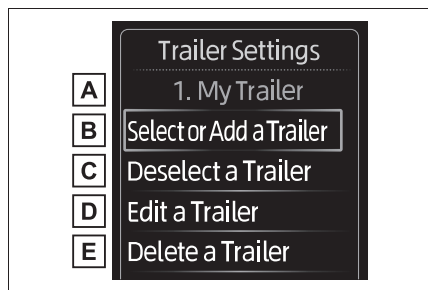 Trailer Settings
A 1. My Trailer
B Select or Add a Trailer
C Deselect a Trailer
D Edit a Trailer
E Delete a Trailer